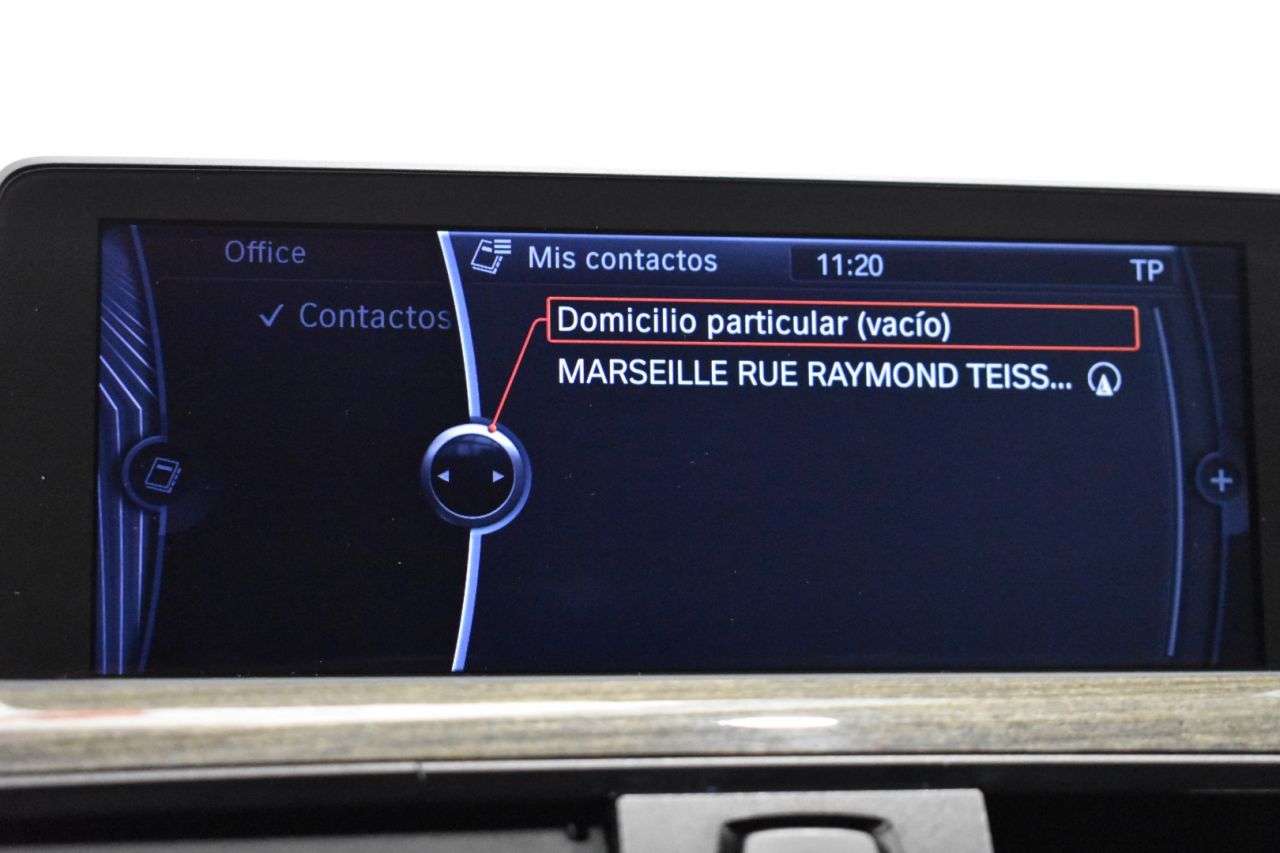 Office
✓ Contactos
Mis contactos
11:20
TP
Domicilio particular (vacío)
MARSEILLE RUE RAYMOND TEISS...